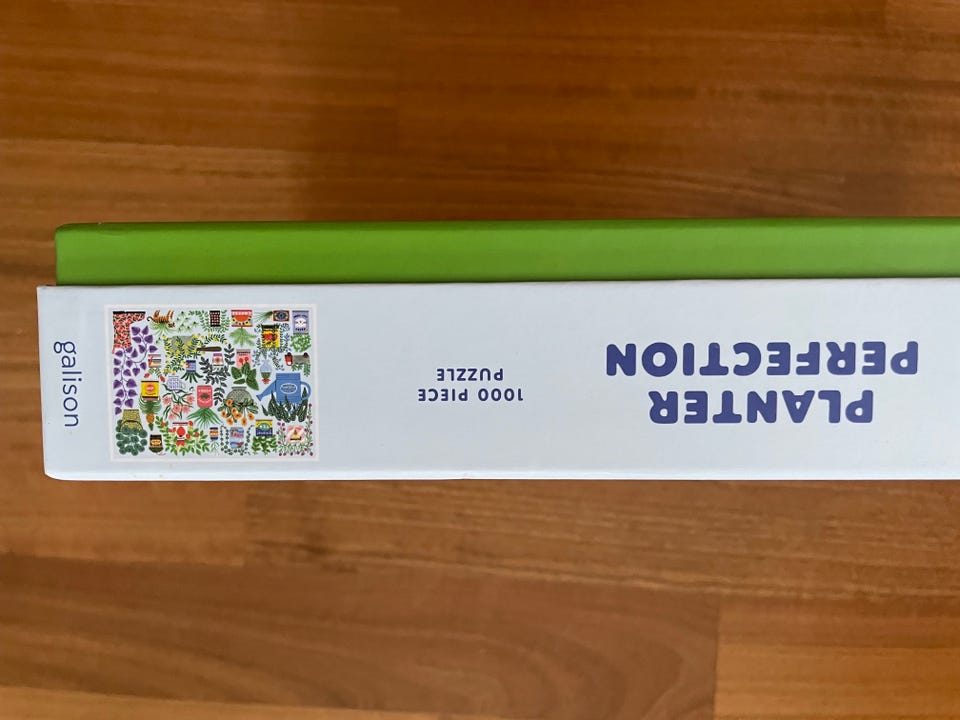 PLANTER
PERFECTION
1000 PIECE
PUZZLE
galison